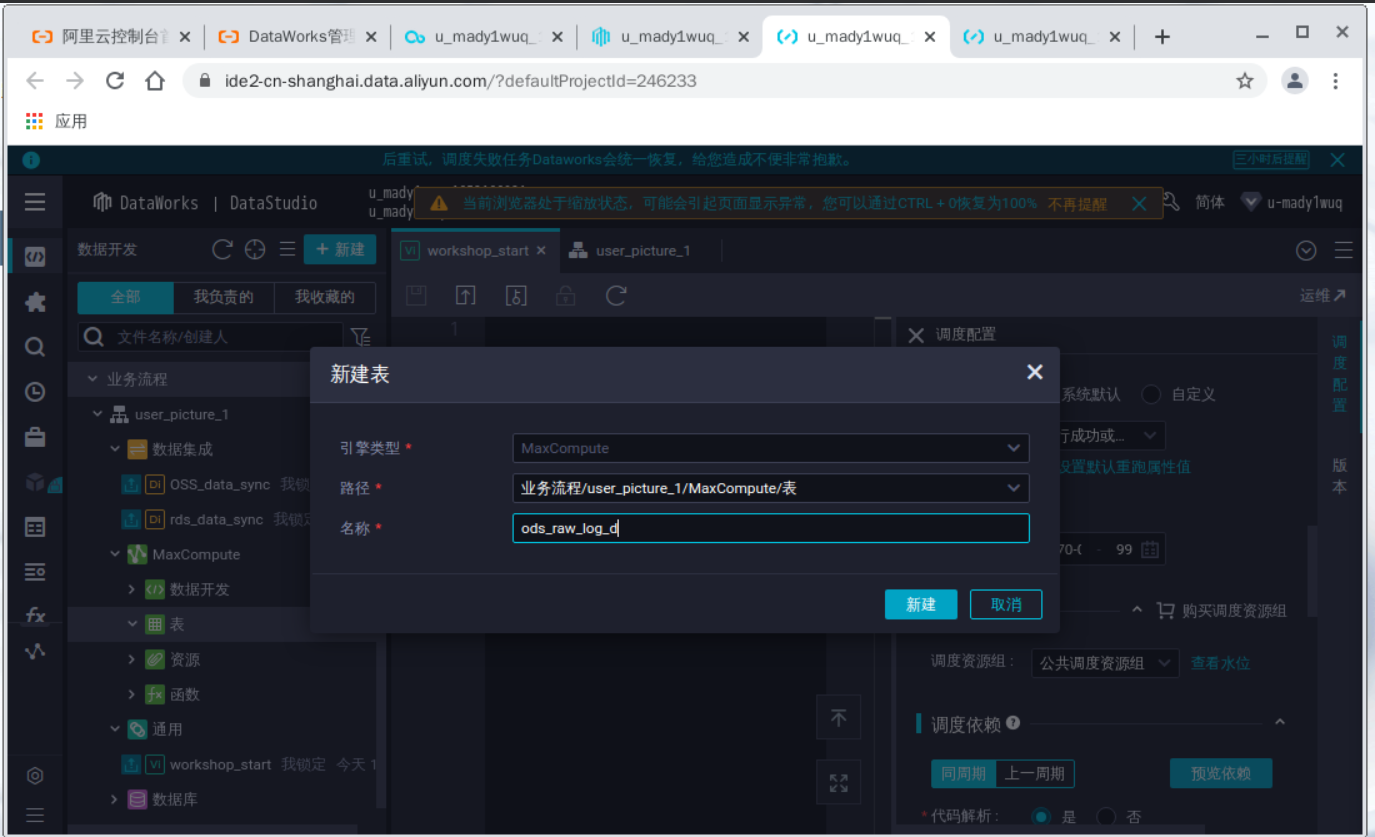 阿里云控制台首
DataWorks管理
u_mady1wuq_
u_mady1wuq_
u_mady1wuq_
u_mady1wuq_
ide2-cn-shanghai.data.aliyun.com/?defaultProjectId=246233
应用
后重试，调度失败任务Dataworks会统一恢复，给您造成不便非常抱歉。
三小时后提醒
DataWorks | DataStudio
u_mady
u_mady
当前浏览器处于缩放状态，可能会引起页面显示异常，您可以通过CTRL + 0恢复为100% 不再提醒
简体
u-mady1wuq
数据开发
+ 新建
Vi workshop_start
user_picture_1
全部
我负责的
我收藏的
运维
文件名称/创建人
1
调度配置
调度配置
版本
业务流程
user_picture_1
数据集成
Di OSS_data_sync 我锁
Di rds_data_sync 我锁定
MaxCompute
数据开发
表
资源
函数
通用
Vi workshop_start 我锁定 今天 1
数据库
新建表
引擎类型 *
MaxCompute
路径 *
业务流程/user_picture_1/MaxCompute/表
名称 *
ods_raw_log_d
新建
取消
系统默认
自定义
行成功或...
设置默认重跑属性值
70-( - 99
购买调度资源组
调度资源组：
公共调度资源组
查看水位
调度依赖
同周期
上一周期
预览依赖
* 代码解析：
是
否